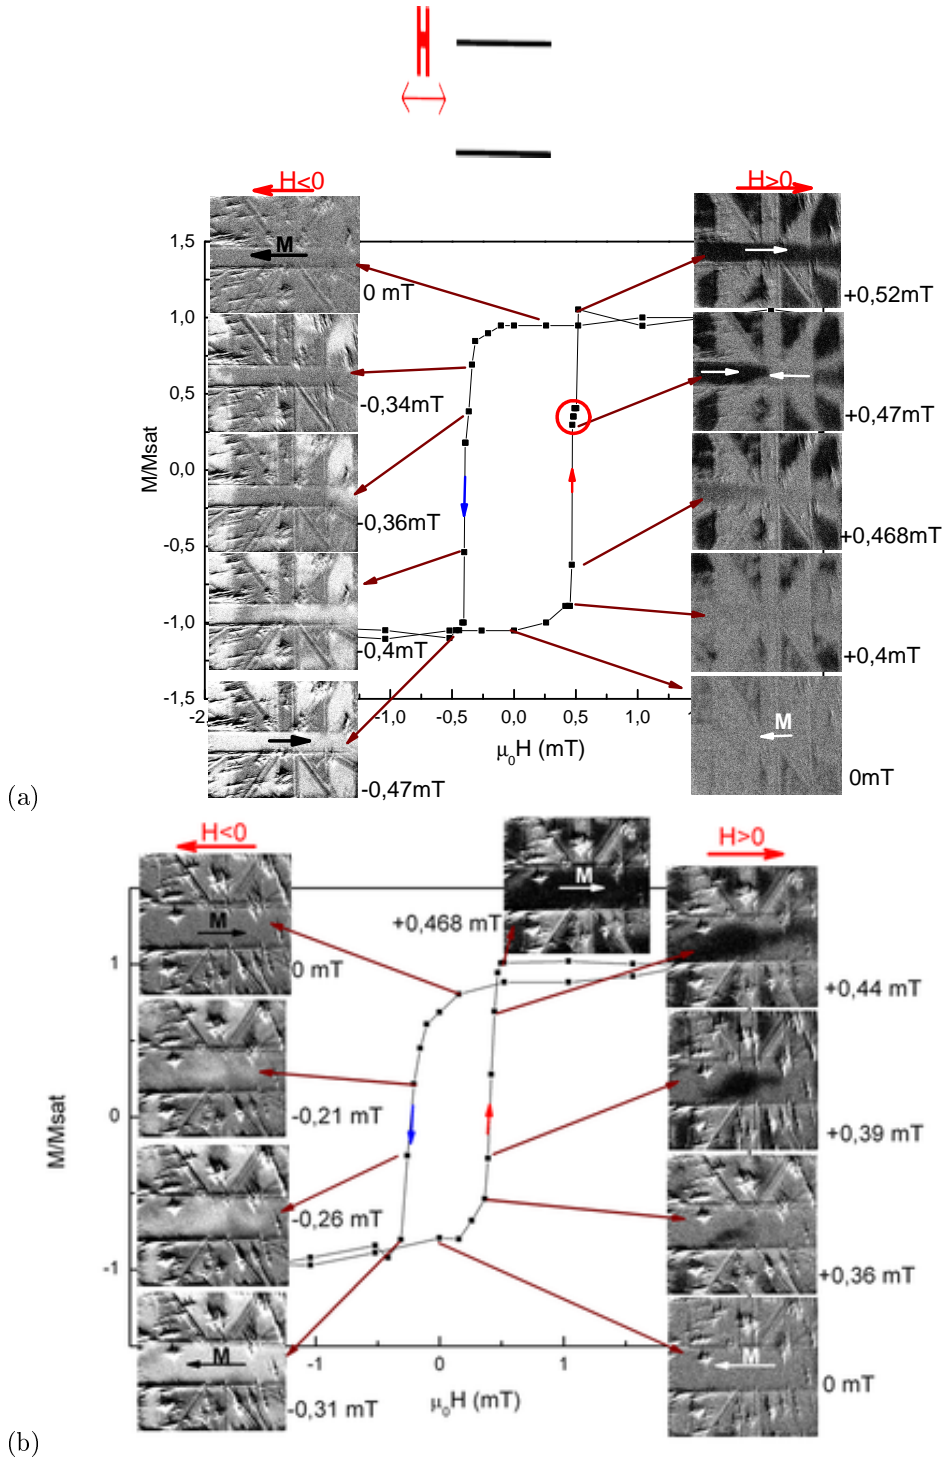 H<0
H>0
M
0 mT
-0,34mT
-0,36mT
-0,4mT
-0,47mT
+0,52mT
+0,47mT
+0,468mT
+0,4mT
M
0mT
1,5
1,0
0,5
0,0
-0,5
-1,0
-1,5
M/Msat
-2
-1,0
-0,5
0,0
0,5
1,0
1
μ₀H (mT)
(a)
H<0
H>0
M
+0,468 mT
M
0 mT
-0,21 mT
-0,26 mT
M
-0,31 mT
+0,44 mT
+0,39 mT
+0,36 mT
M
0 mT
1
0
-1
M/Msat
-1
0
1
μ₀H (mT)
(b)